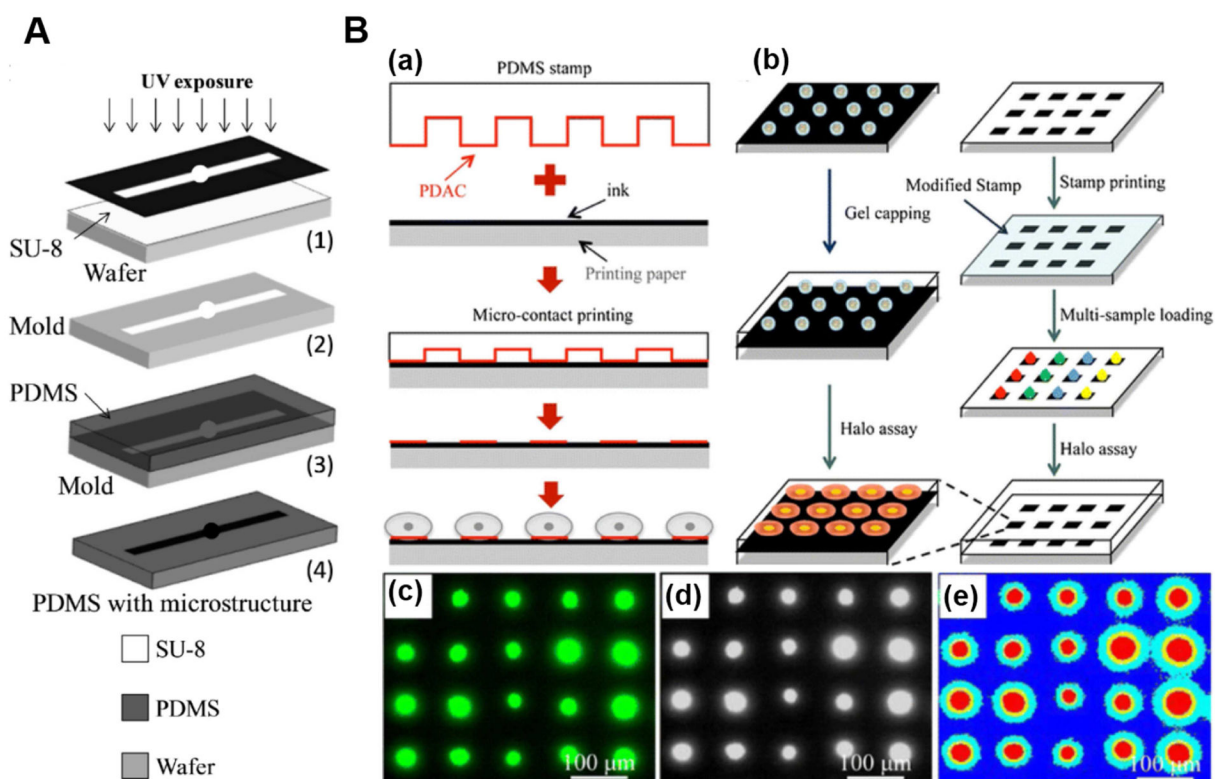 A
UV exposure
SU-8
Wafer
(1)
Mold
(2)
PDMS
Mold
(3)
(4)
PDMS with microstructure
SU-8
PDMS
Wafer
B
(a)
PDMS stamp
PDAC
ink
Printing paper
Micro-contact printing
(b)
Modified Stamp
Gel capping
Stamp printing
Multi-sample loading
Halo assay
Halo assay
(c)
100 μm
(d)
100 μm
(e)
100 μm